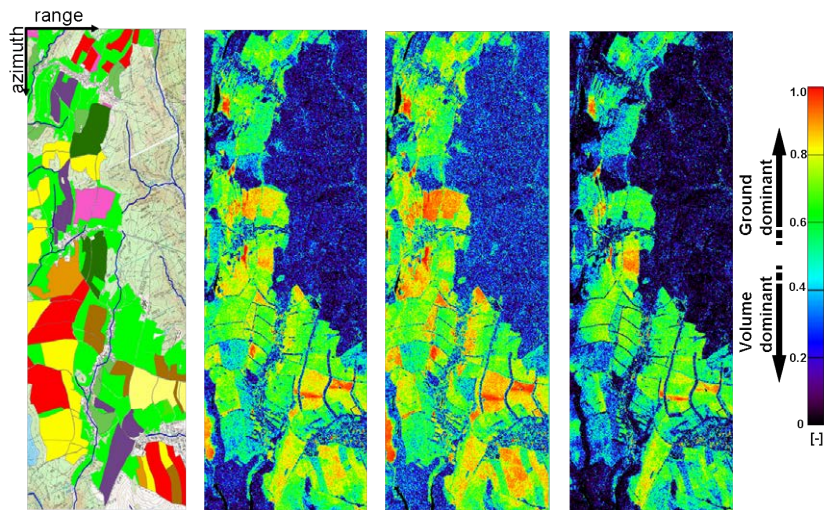 range
azimuth
1.0
0.8
0.6
0.4
0.2
0
[-]
Ground
dominant
Volume
dominant